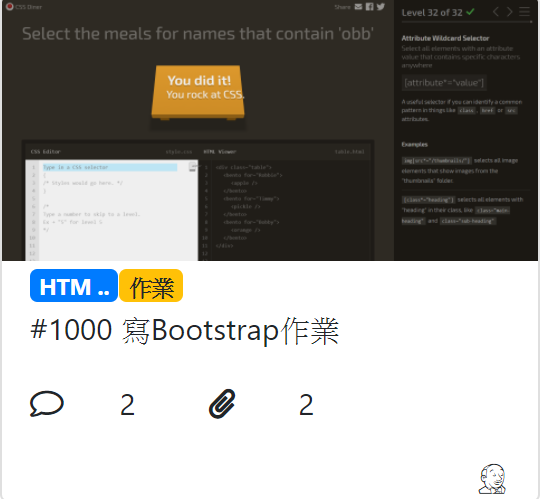 CSS Diner
Share
Select the meals for names that contain 'obb'
You did it!
You rock at CSS.
CSS Editor
style.css
HTML Viewer
table.html
Type in a CSS selector
/* Styles would go here. */
}
/*
Type a number to skip to a level.
Ex → "5" for level 5
*/
<div class="table">
<bento for="Robbie">
<apple />
</bento>
<bento for="Timmy">
<pickle />
</bento>
<bento for="Bobby">
<orange />
</bento>
</div>
Level 32 of 32
Attribute Wildcard Selector
Select all elements with an attribute
value that contains specific characters
anywhere
[attribute*="value"]
A useful selector if you can identify a common
pattern in things like class, href or src
attributes.
Examples
img[src*="/thumbnails/"] selects all image
elements that show images from the
"thumbnails" folder.
[class*="heading"] selects all elements
with "heading" in their class, like class="main-
heading" and class="sub-heading"
HTM ..
作業
#1000 寫Bootstrap作業
2
2